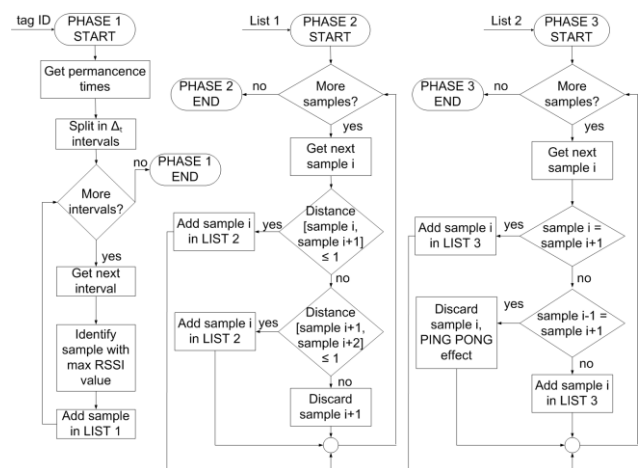 tag ID
PHASE 1
START
Get permancence
times
Split in Δt
intervals
More
intervals?
no
PHASE 1
END
yes
Get next
interval
Identify
sample with
max RSSI
value
Add sample
in LIST 1
List 1
PHASE 2
START
More
samples?
no
PHASE 2
END
yes
Get next
sample i
Distance
[sample i,
sample i+1]
≤ 1
yes
Add sample i
in LIST 2
no
Distance
[sample i+1,
sample i+2]
≤ 1
yes
Add sample i
in LIST 2
no
Discard
sample i+1
List 2
PHASE 3
START
More
samples?
no
PHASE 3
END
yes
Get next
sample i
sample i =
sample i+1
yes
Add sample i
in LIST 3
no
sample i-1 =
sample i+1
yes
Discard
sample i,
PING PONG
effect
no
Add sample i
in LIST 3